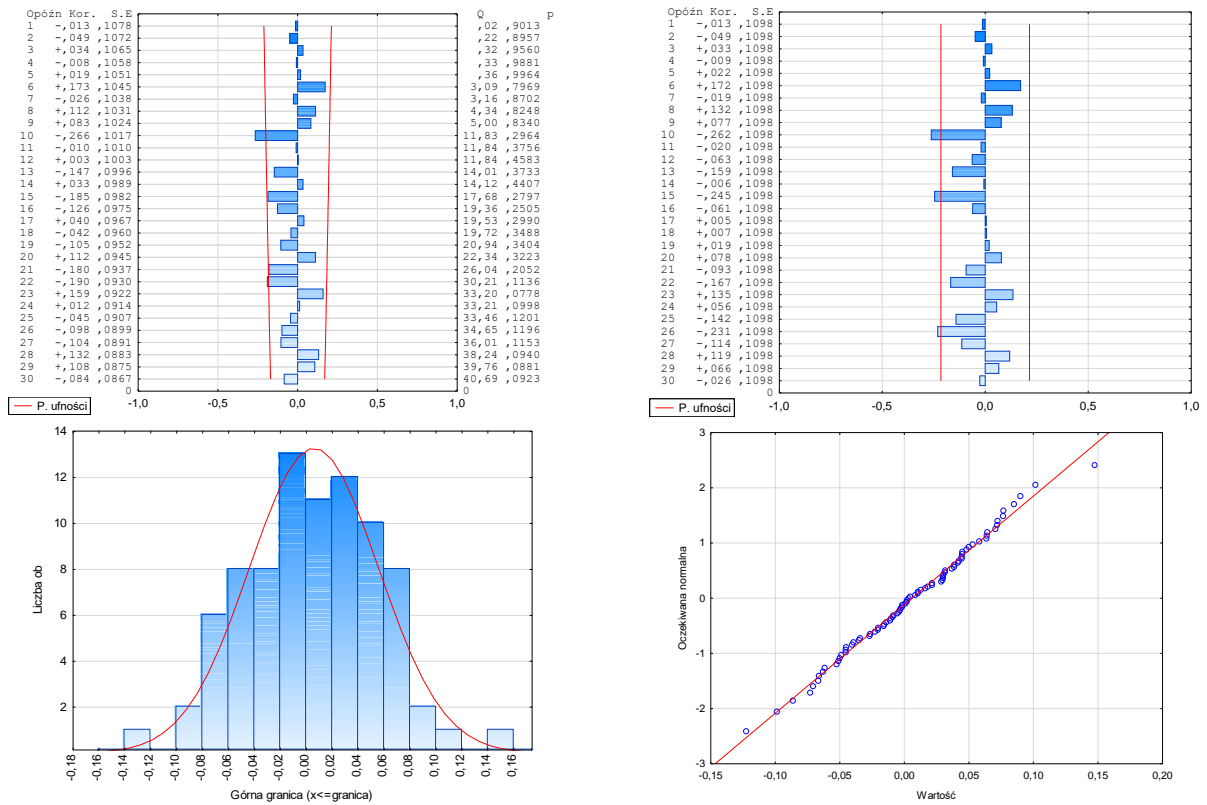 Opóźn Kor. S.E Q p
1 -,013 ,1078 ,02 ,9013
2 -,049 ,1072 ,22 ,8957
3 +,034 ,1065 ,32 ,9560
4 -,008 ,1058 ,33 ,9881
5 +,019 ,1051 ,36 ,9964
6 +,173 ,1045 3,09 ,7969
7 -,026 ,1038 3,16 ,8702
8 +,112 ,1031 4,34 ,8248
9 +,083 ,1024 5,00 ,8340
10 -,266 ,1017 11,83 ,2964
11 -,010 ,1010 11,84 ,3756
12 +,003 ,1003 11,84 ,4583
13 -,147 ,0996 14,01 ,3733
14 +,033 ,0989 14,12 ,4407
15 -,185 ,0982 17,68 ,2797
16 -,126 ,0975 19,36 ,2505
17 +,040 ,0967 19,53 ,2990
18 -,042 ,0960 19,72 ,3488
19 -,105 ,0952 20,94 ,3404
20 +,112 ,0945 22,34 ,3223
21 -,180 ,0937 26,04 ,2052
22 -,190 ,0930 30,21 ,1136
23 +,159 ,0922 33,20 ,0778
24 +,012 ,0914 33,21 ,0998
25 -,045 ,0907 33,46 ,1201
26 -,098 ,0899 34,65 ,1196
27 -,104 ,0891 36,01 ,1153
28 +,132 ,0883 38,24 ,0940
29 +,108 ,0875 39,76 ,0881
30 -,084 ,0867 40,69 ,0923
0 0
-1,0 -0,5 0,0 0,5 1,0
P. ufności
Opóźn Kor. S.E
1 -,013 ,1098
2 -,049 ,1098
3 +,033 ,1098
4 -,009 ,1098
5 +,022 ,1098
6 +,172 ,1098
7 -,019 ,1098
8 +,132 ,1098
9 +,077 ,1098
10 -,262 ,1098
11 -,020 ,1098
12 -,063 ,1098
13 -,159 ,1098
14 -,006 ,1098
15 -,245 ,1098
16 -,061 ,1098
17 +,005 ,1098
18 +,007 ,1098
19 +,019 ,1098
20 +,078 ,1098
21 -,093 ,1098
22 -,167 ,1098
23 +,135 ,1098
24 +,056 ,1098
25 -,142 ,1098
26 -,231 ,1098
27 -,114 ,1098
28 +,119 ,1098
29 +,066 ,1098
30 -,026 ,1098
0
-1,0 -0,5 0,0 0,5 1,0
P. ufności
14
12
10
8
6
4
2
Liczba ob
-0,18 -0,16 -0,14 -0,12 -0,10 -0,08 -0,06 -0,04 -0,02 0,00 0,02 0,04 0,06 0,08 0,10 0,12 0,14 0,16
Górna granica (x<=granica)
3
2
1
0
-1
-2
-3
Oczekiwana normalna
-0,15 -0,10 -0,05 0,00 0,05 0,10 0,15 0,20
Wartość